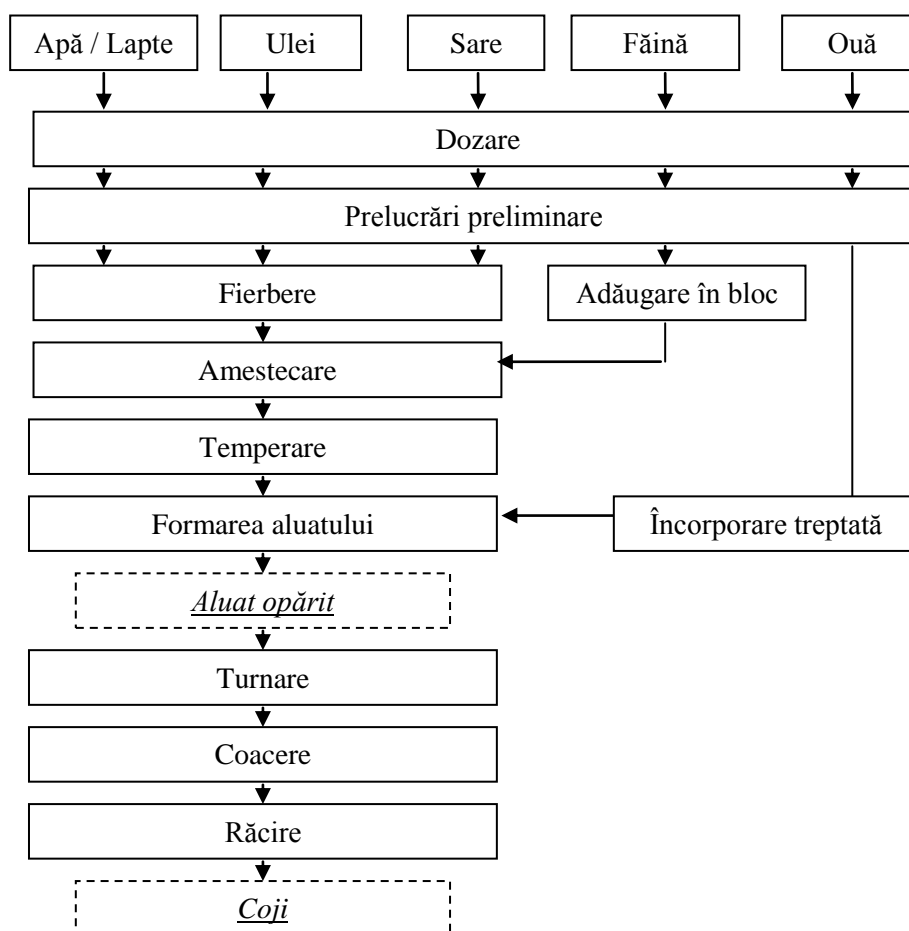 Apă / Lapte
Ulei
Sare
Făină
Ouă
Dozare
Prelucrări preliminare
Fierbere
Adăugare în bloc
Amestecare
Temperare
Formarea aluatului
Încorporare treptată
Aluat opărit
Turnare
Coacere
Răcire
Coji